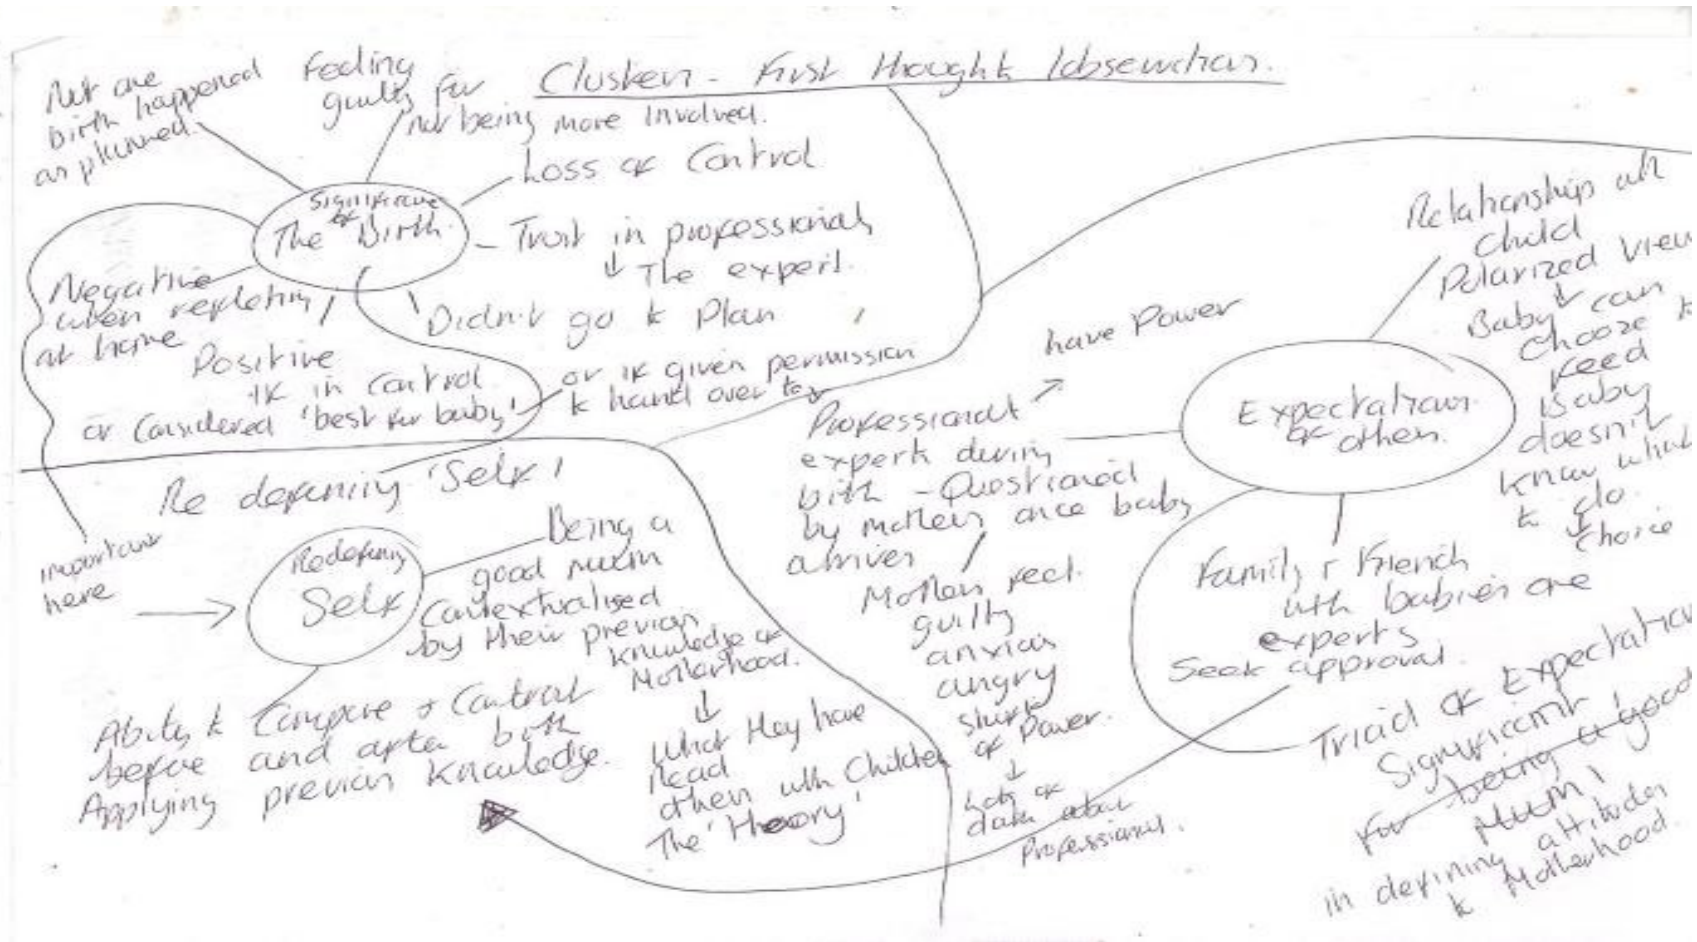 Clusters - First thoughts / observations.
Not one
birth happened
as planned.
Feeling
guilty for
not being more involved.
Loss of Control
Significance
of
The Birth.
Trust in professionals
↓ The expert.
Didn't go to Plan
or if given permission
to hand over to
Negative
when reflecting
at home
Positive
if in control
or Considered 'best for baby'
Re defining 'Self'
important
here
Redefining
Self
Being a
good mum
Contextualised
by their previous
knowledge of
Motherhood.
↓
What they have
read
others with Children
The 'Theory'
Ability to Compare + Contrast
before and after birth
Applying previous knowledge.
Expectations
of others.
have Power
Professionals
experts during
birth - Questioned
by mothers once baby
arrives
Mothers feel
guilty
anxious
angry
shift
of Power.
↓
Lots of
data about
Professionals.
Relationship with
child
Polarized view
↓
Baby can
choose to
feed
Baby
doesn't
know what
to do.
↓
Choice
Family + Friends
with babies are
experts
Seek approval.
Triad of Expectations
Significant
for being a good
Mum!
in defining attitudes
to Motherhood.